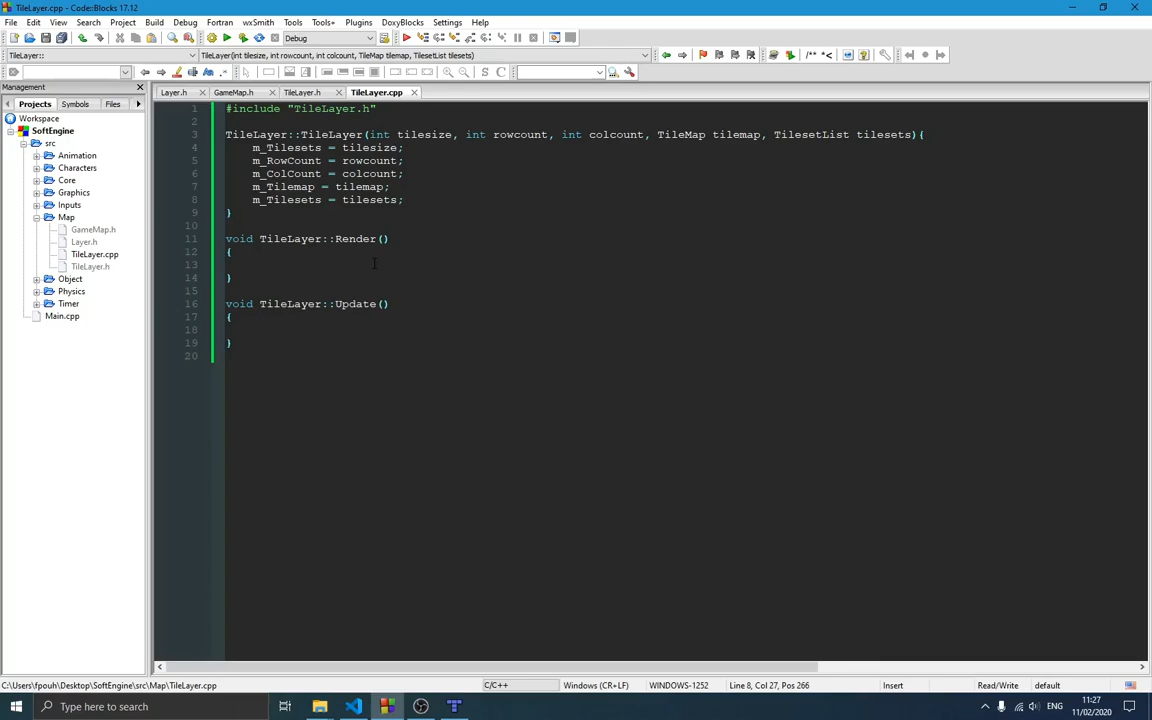 TileLayer.cpp - Code::Blocks 17.12
File Edit View Search Project Build Debug Fortran wxSmith Tools Tools+ Plugins DoxyBlocks Settings Help
Debug
TileLayer:: TileLayer(int tilesize, int rowcount, int colcount, TileMap tilemap, TilesetList tilesets)
/** *<
S C
Management
Projects Symbols Files
Layer.h GameMap.h TileLayer.h TileLayer.cpp
Workspace
SoftEngine
src
Animation
Characters
Core
Graphics
Inputs
Map
GameMap.h
Layer.h
TileLayer.cpp
TileLayer.h
Object
Physics
Timer
Main.cpp
1 #include "TileLayer.h"
2
3 TileLayer::TileLayer(int tilesize, int rowcount, int colcount, TileMap tilemap, TilesetList tilesets){
4 m_Tilesets = tilesize;
5 m_RowCount = rowcount;
6 m_ColCount = colcount;
7 m_Tilemap = tilemap;
8 m_Tilesets = tilesets;
9 }
10
11 void TileLayer::Render()
12 {
13
14 }
15
16 void TileLayer::Update()
17 {
18
19 }
20
C:\Users\fpouh\Desktop\SoftEngine\src\Map\TileLayer.cpp C/C++ Windows (CR+LF) WINDOWS-1252 Line 8, Col 27, Pos 266 Insert Read/Write default
Type here to search
ENG
11:27
11/02/2020